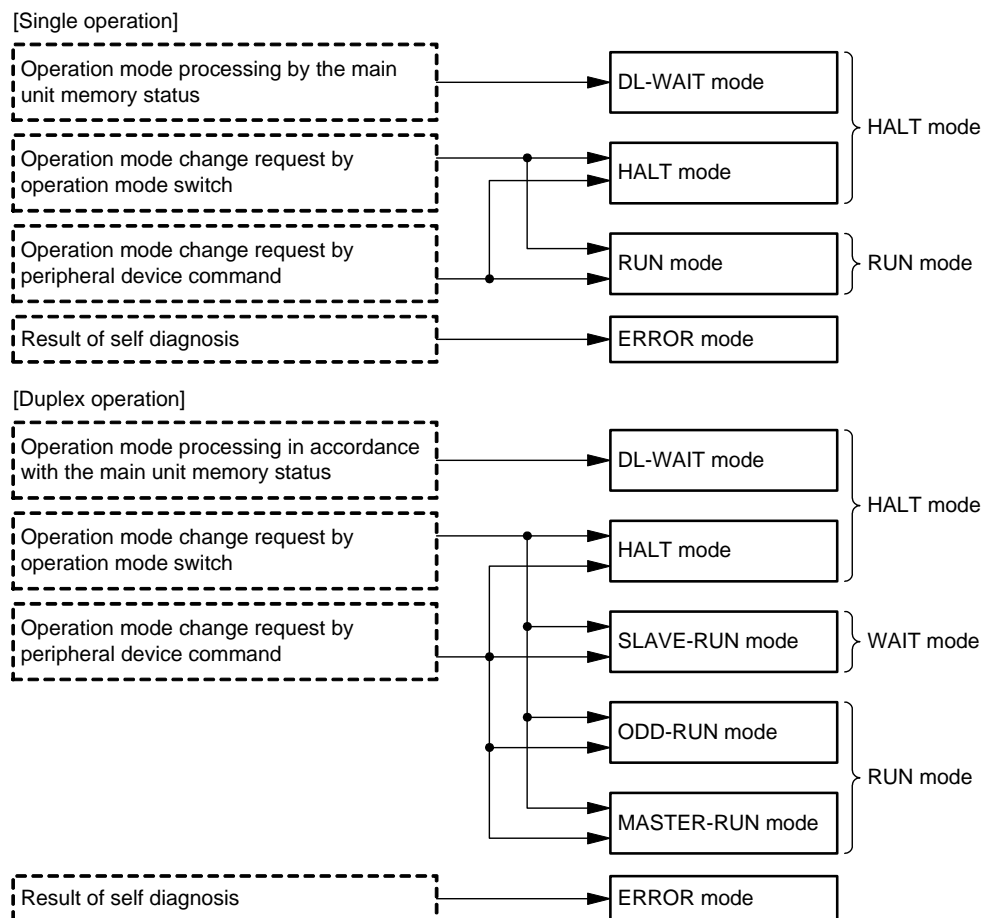 [Single operation]
Operation mode processing by the main
unit memory status
DL-WAIT mode
HALT mode
Operation mode change request by
operation mode switch
HALT mode
Operation mode change request by
peripheral device command
RUN mode
RUN mode
Result of self diagnosis
ERROR mode
[Duplex operation]
Operation mode processing in accordance
with the main unit memory status
DL-WAIT mode
HALT mode
Operation mode change request by
operation mode switch
HALT mode
Operation mode change request by
peripheral device command
SLAVE-RUN mode
WAIT mode
ODD-RUN mode
RUN mode
MASTER-RUN mode
Result of self diagnosis
ERROR mode